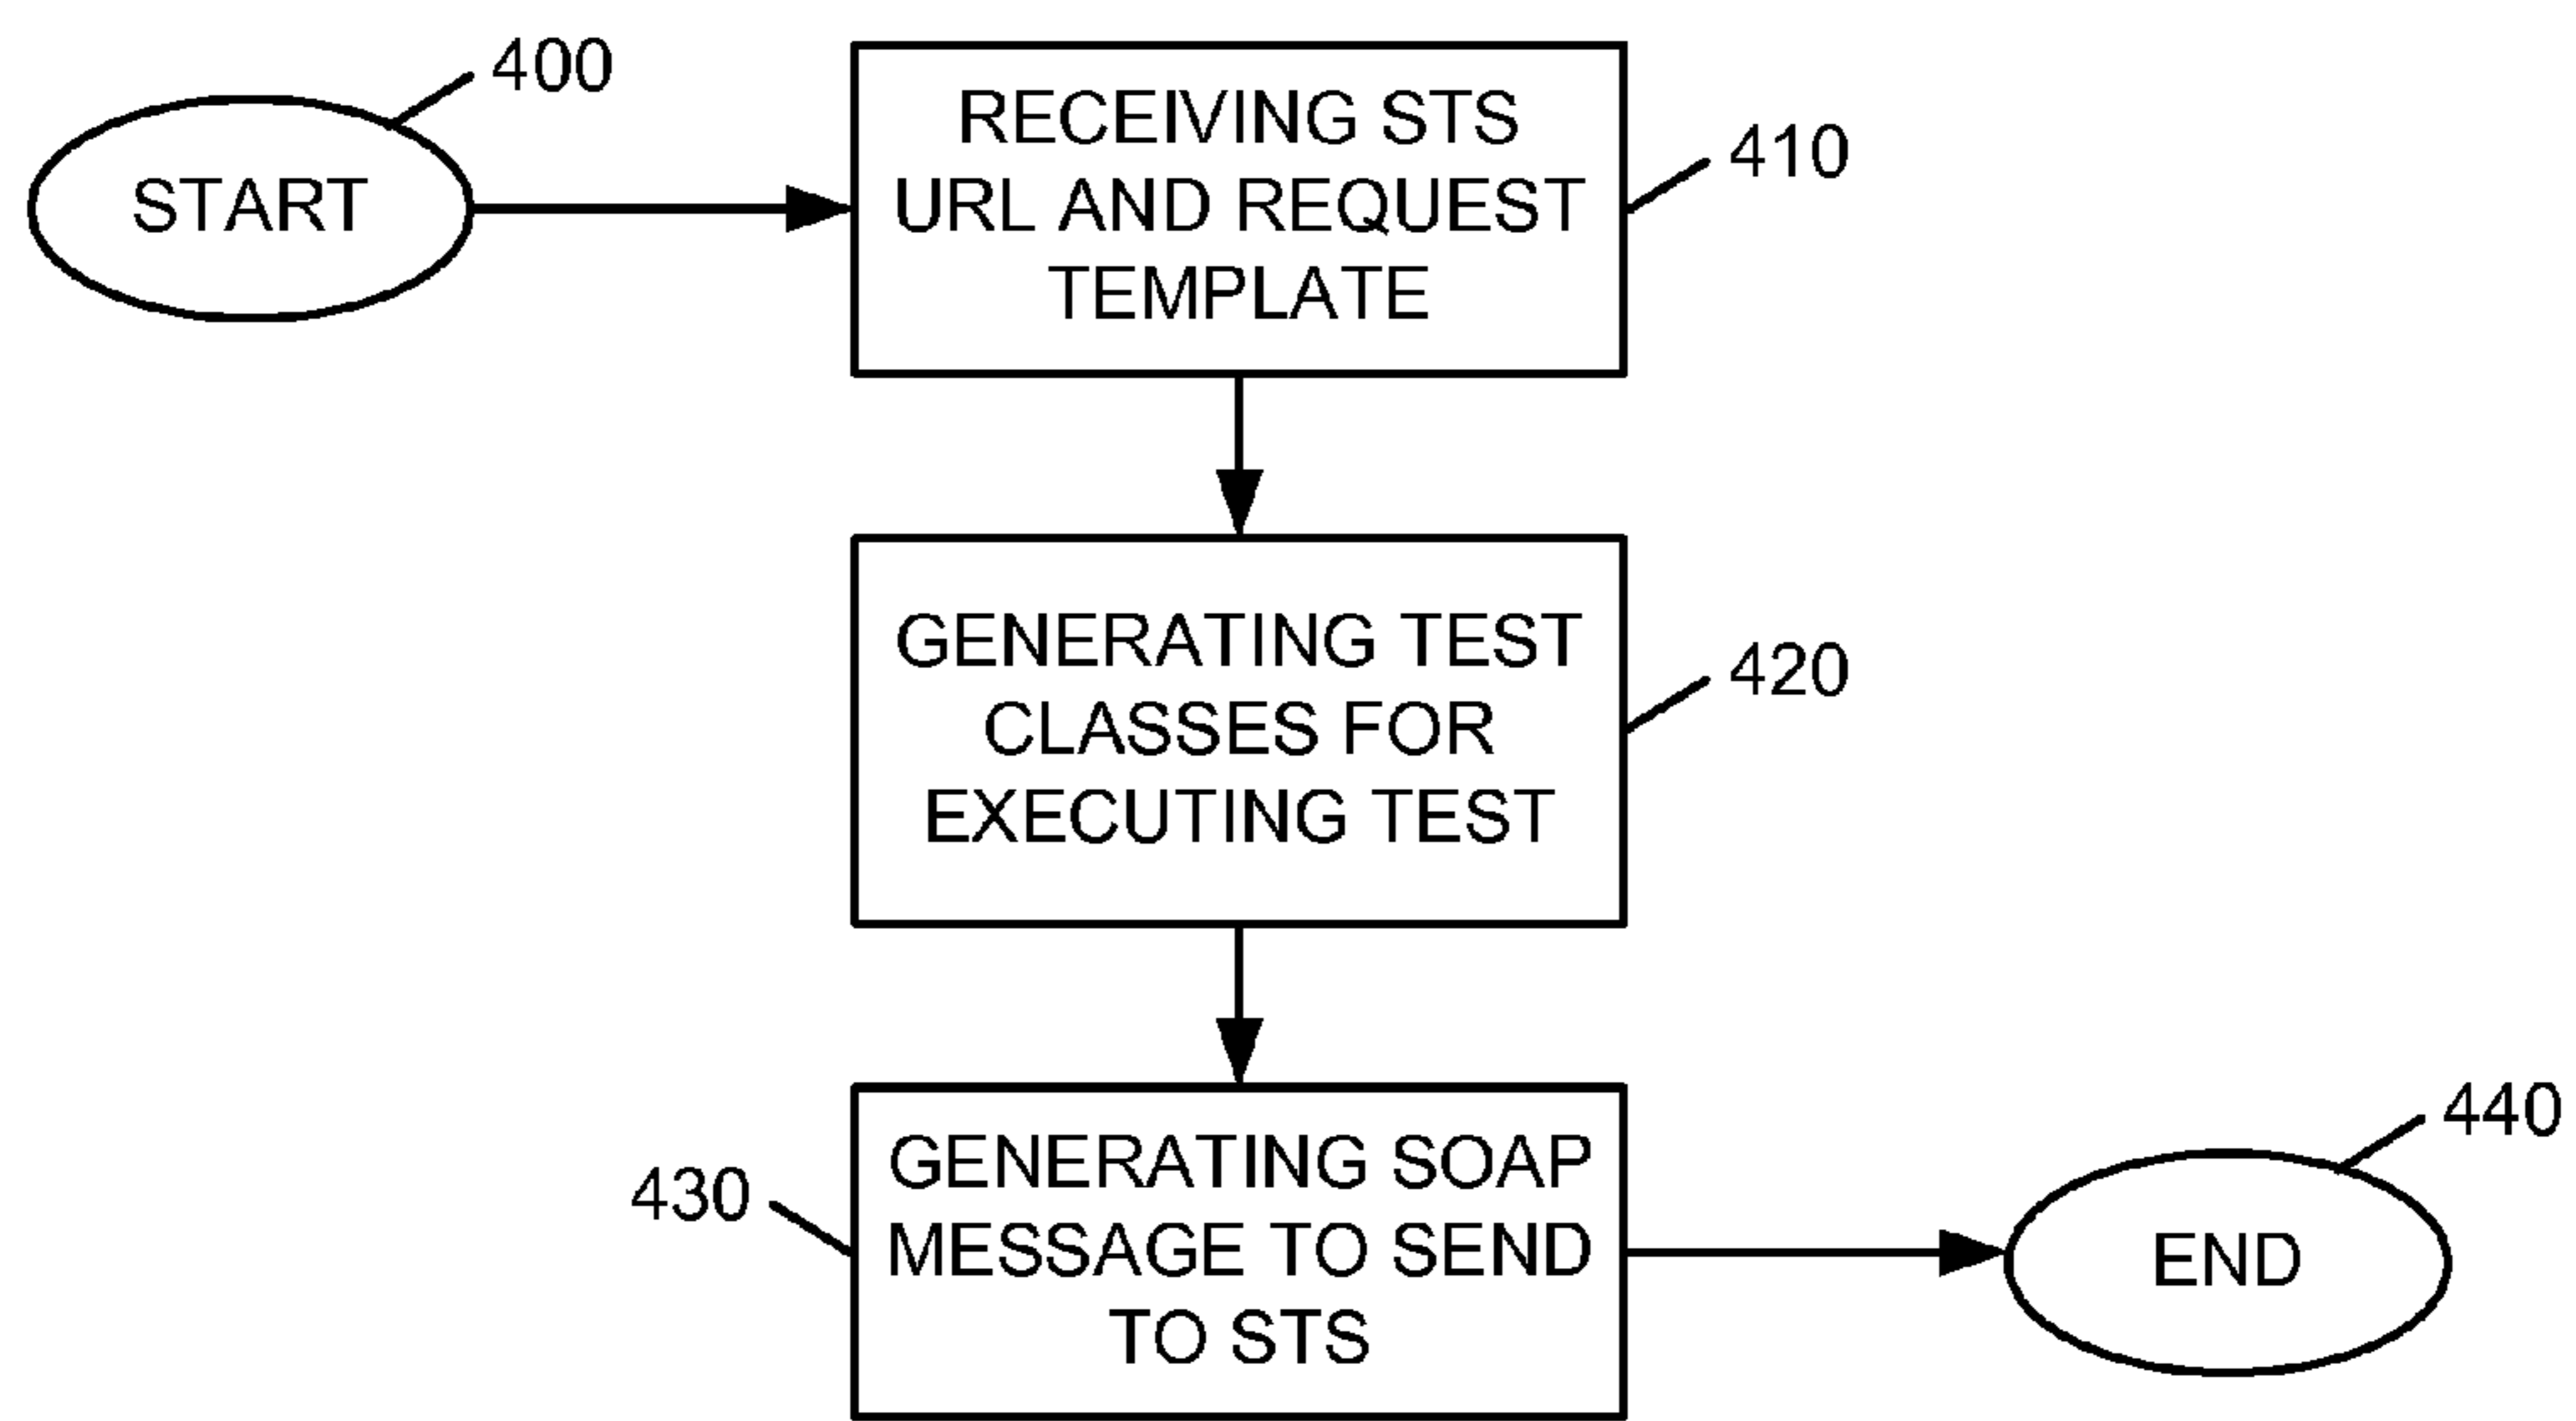 400
START
RECEIVING STS
URL AND REQUEST
TEMPLATE
410
GENERATING TEST
CLASSES FOR
EXECUTING TEST
420
430
GENERATING SOAP
MESSAGE TO SEND
TO STS
440
END